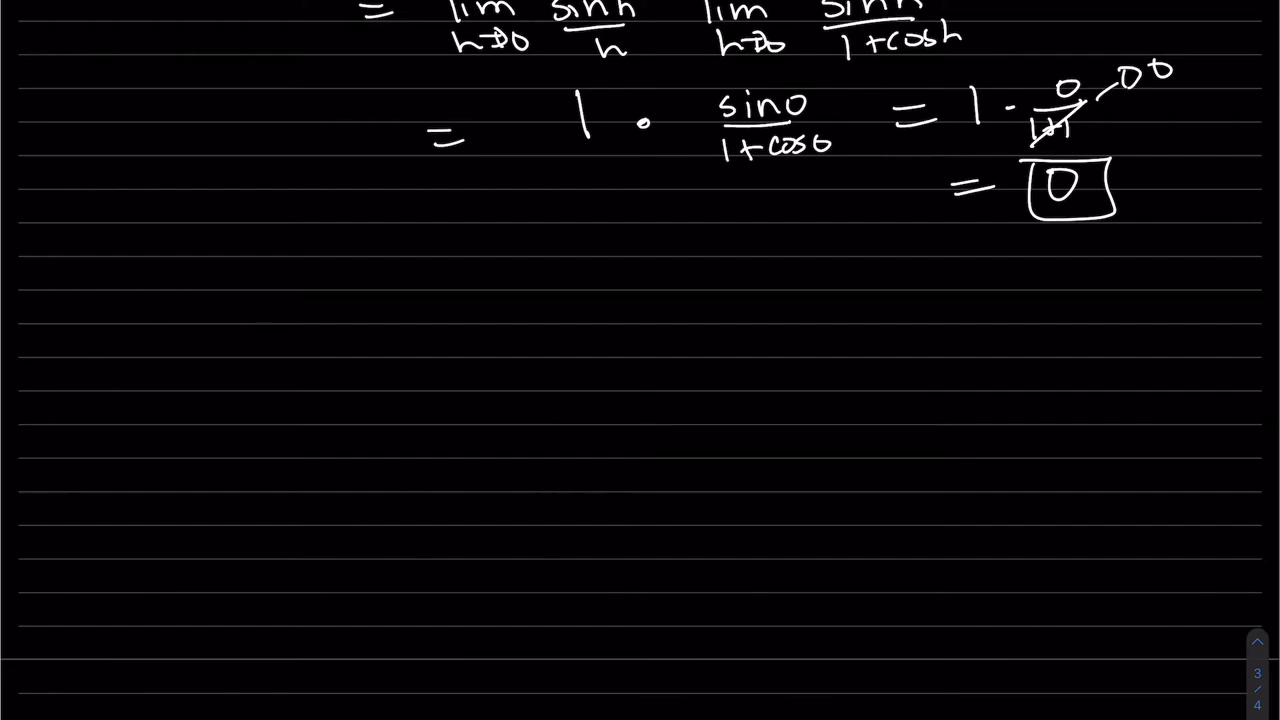 = lim h→0 sinh/h lim h→0 sinh/1+cosh
= 1 · sin0/1+cos0 = 1 · 0/1+1 0
= 0
3/4